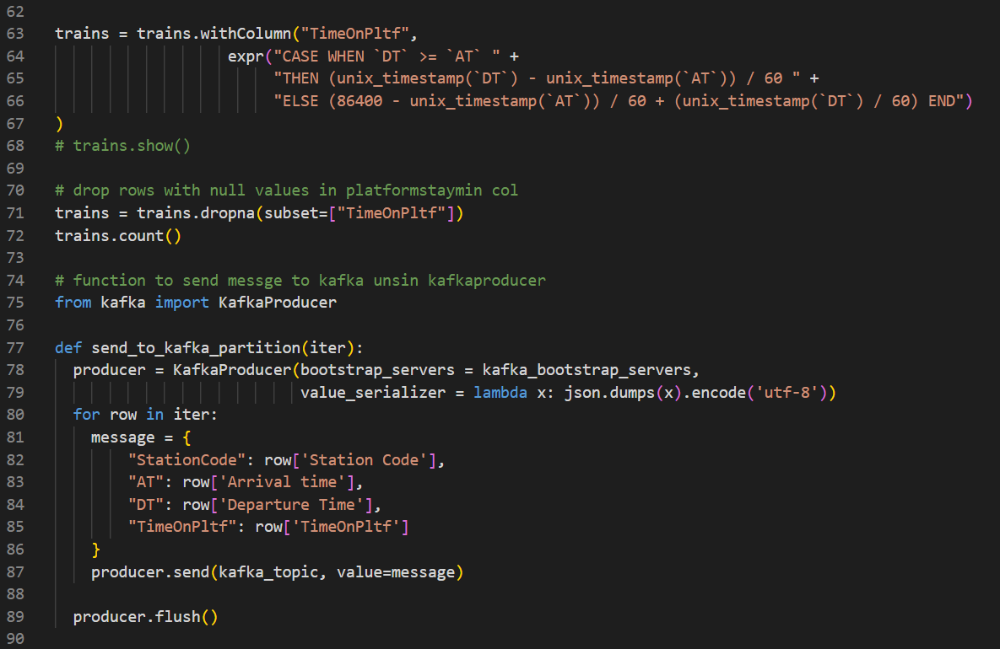 62
63 trains = trains.withColumn("TimeOnPltf",
64 expr("CASE WHEN `DT` >= `AT` " +
65 "THEN (unix_timestamp(`DT`) - unix_timestamp(`AT`)) / 60 " +
66 "ELSE (86400 - unix_timestamp(`AT`)) / 60 + (unix_timestamp(`DT`) / 60) END")
67 )
68 # trains.show()
69
70 # drop rows with null values in platformstaymin col
71 trains = trains.dropna(subset=["TimeOnPltf"])
72 trains.count()
73
74 # function to send messge to kafka unsin kafkaproducer
75 from kafka import KafkaProducer
76
77 def send_to_kafka_partition(iter):
78 producer = KafkaProducer(bootstrap_servers = kafka_bootstrap_servers,
79 value_serializer = lambda x: json.dumps(x).encode('utf-8'))
80 for row in iter:
81 message = {
82 "StationCode": row['Station Code'],
83 "AT": row['Arrival time'],
84 "DT": row['Departure Time'],
85 "TimeOnPltf": row['TimeOnPltf']
86 }
87 producer.send(kafka_topic, value=message)
88
89 producer.flush()
90